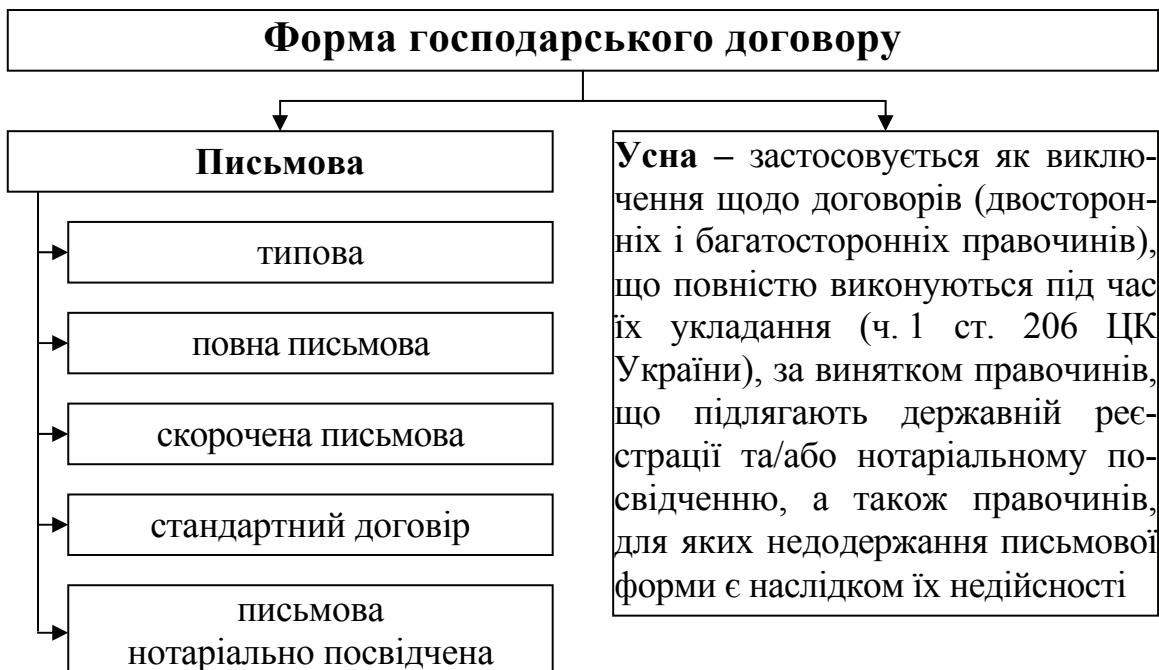 Форма господарського договору
Письмова
типова
повна письмова
скорочена письмова
стандартний договір
письмова
нотаріально посвідчена
Усна – застосовується як виклю-
чення щодо договорів (двосторон-
ніх і багатосторонніх правочинів),
що повністю виконуються під час
їх укладання (ч. 1 ст. 206 ЦК
України), за винятком правочинів,
що підлягають державній реє-
страції та/або нотаріальному по-
свідченню, а також правочинів,
для яких недодержання письмової
форми є наслідком їх недійсності